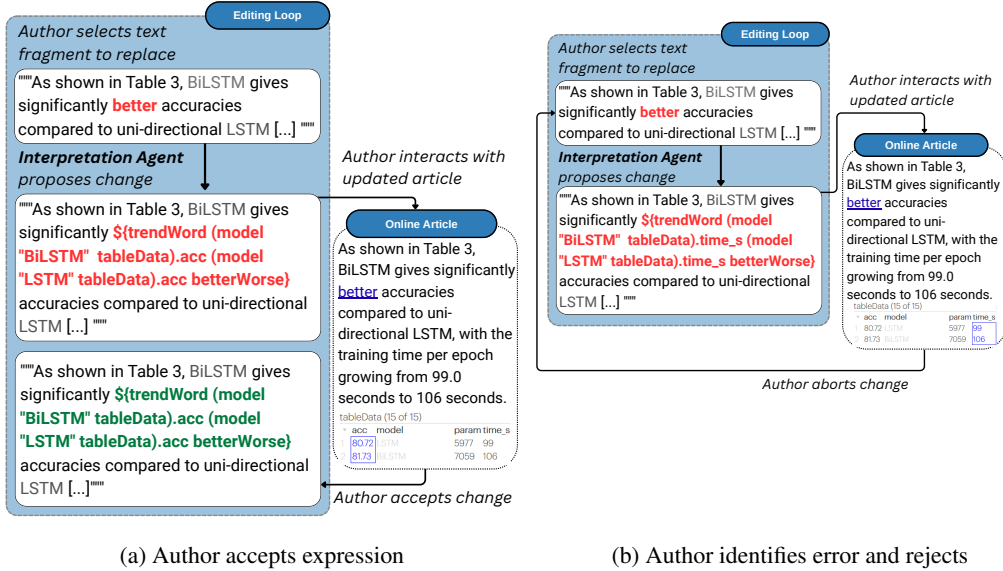 Editing Loop
Author selects text
fragment to replace
"""As shown in Table 3, BiLSTM gives
significantly better accuracies
compared to uni-directional LSTM [...] """
Interpretation Agent
proposes change
"""As shown in Table 3, BiLSTM gives
significantly ${trendWord (model
"BiLSTM" tableData).acc (model
"LSTM" tableData).acc betterWorse}
accuracies compared to uni-directional
LSTM [...] """
"""As shown in Table 3, BiLSTM gives
significantly ${trendWord (model
"BiLSTM" tableData).acc (model
"LSTM" tableData).acc betterWorse}
accuracies compared to uni-directional
LSTM [...]"""
Author interacts with
updated article
Online Article
As shown in Table 3,
BiLSTM gives significantly
better accuracies
compared to uni-
directional LSTM, with the
training time per epoch
growing from 99.0
seconds to 106 seconds.
tableData (15 of 15)
acc model param time_s
1 80.72 LSTM 5977 99
2 81.73 BiLSTM 7059 106
Author accepts change
(a) Author accepts expression
Editing Loop
Author selects text
fragment to replace
"""As shown in Table 3, BiLSTM gives
significantly better accuracies
compared to uni-directional LSTM [...] """
Interpretation Agent
proposes change
"""As shown in Table 3, BiLSTM gives
significantly ${trendWord (model
"BiLSTM" tableData).time_s (model
"LSTM" tableData).time_s betterWorse}
accuracies compared to uni-directional
LSTM [...] """
Author interacts with
updated article
Online Article
As shown in Table 3,
BiLSTM gives significantly
better accuracies
compared to uni-
directional LSTM, with the
training time per epoch
growing from 99.0
seconds to 106 seconds.
tableData (15 of 15)
acc model param time_s
1 80.72 LSTM 5977 99
2 81.73 BiLSTM 7059 106
Author aborts change
(b) Author identifies error and rejects